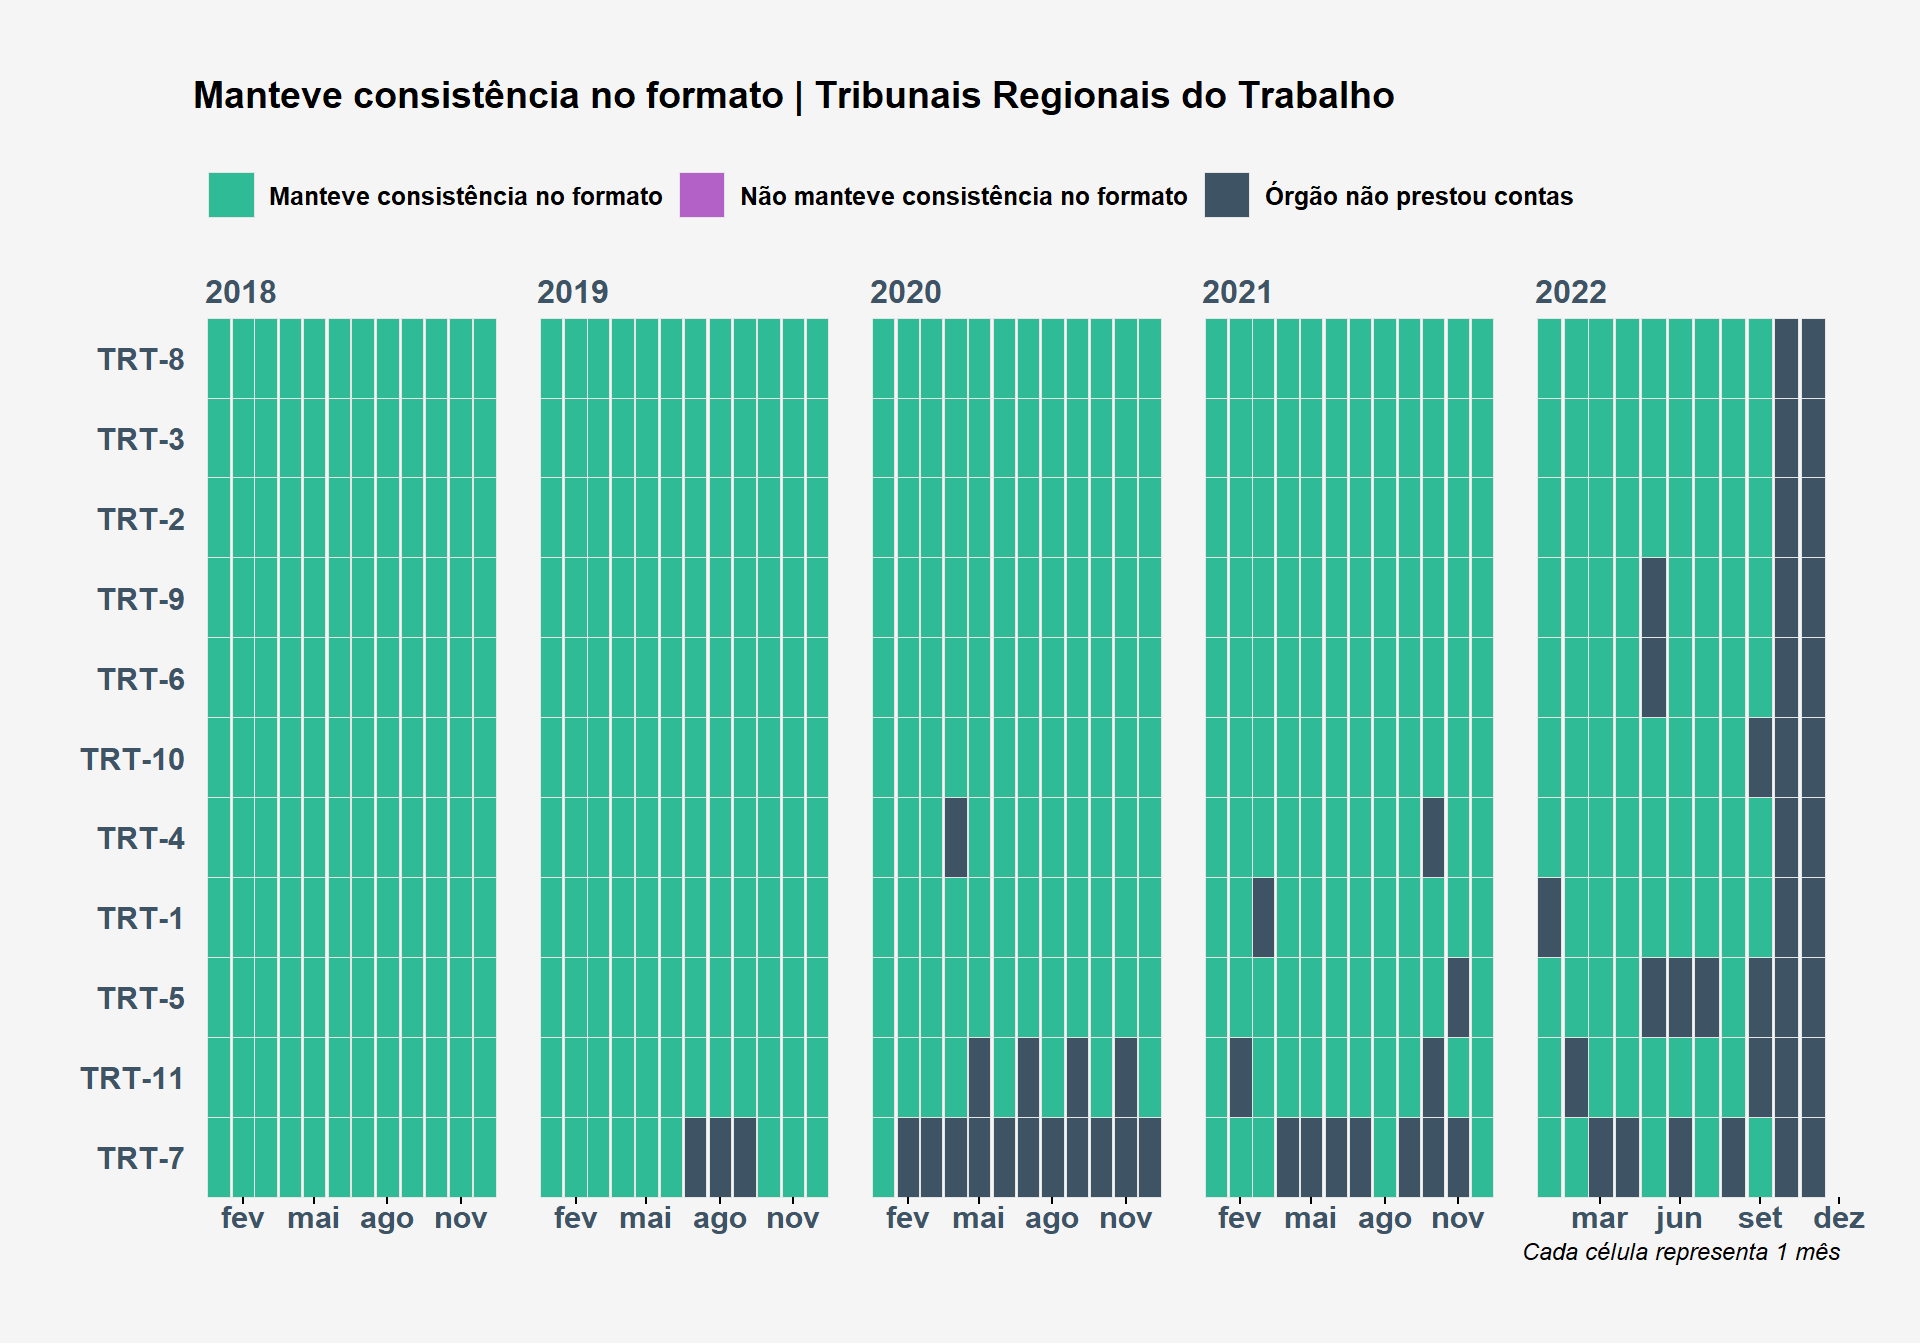 Manteve consistência no formato | Tribunais Regionais do Trabalho
Manteve consistência no formato Não manteve consistência no formato Órgão não prestou contas
2018 2019 2020 2021 2022
TRT-8
TRT-3
TRT-2
TRT-9
TRT-6
TRT-10
TRT-4
TRT-1
TRT-5
TRT-11
TRT-7
fev mai ago nov fev mai ago nov fev mai ago nov fev mai ago nov mar jun set dez
Cada célula representa 1 mês